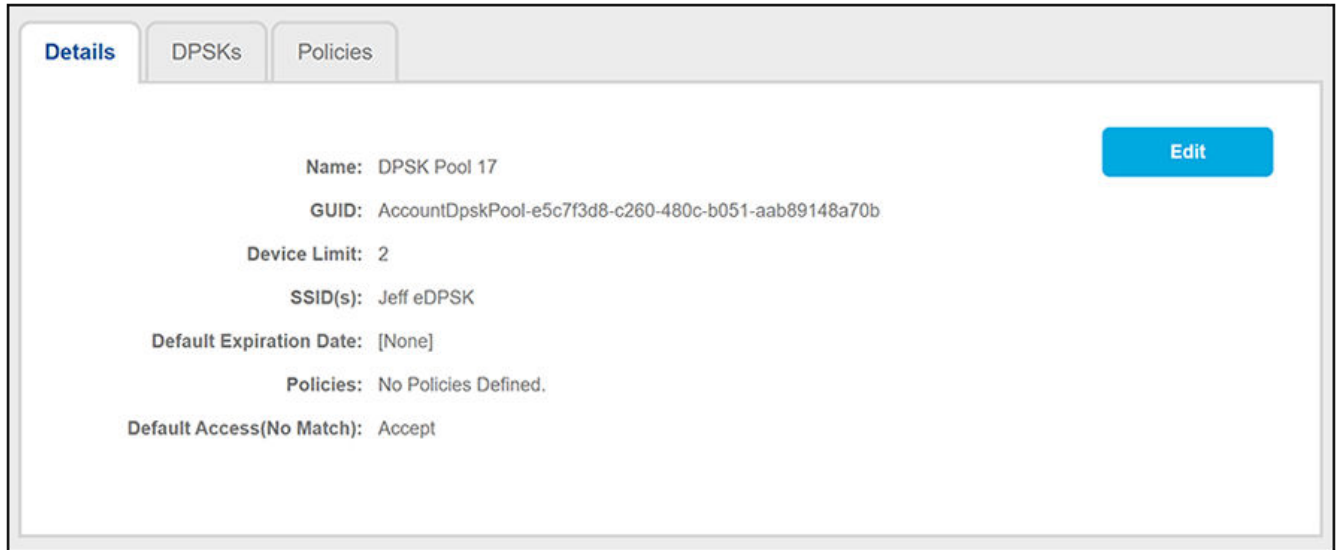 Details DPSKs Policies
Edit
Name: DPSK Pool 17
GUID: AccountDpskPool-e5c7f3d8-c260-480c-b051-aab89148a70b
Device Limit: 2
SSID(s): Jeff eDPSK
Default Expiration Date: [None]
Policies: No Policies Defined.
Default Access(No Match): Accept